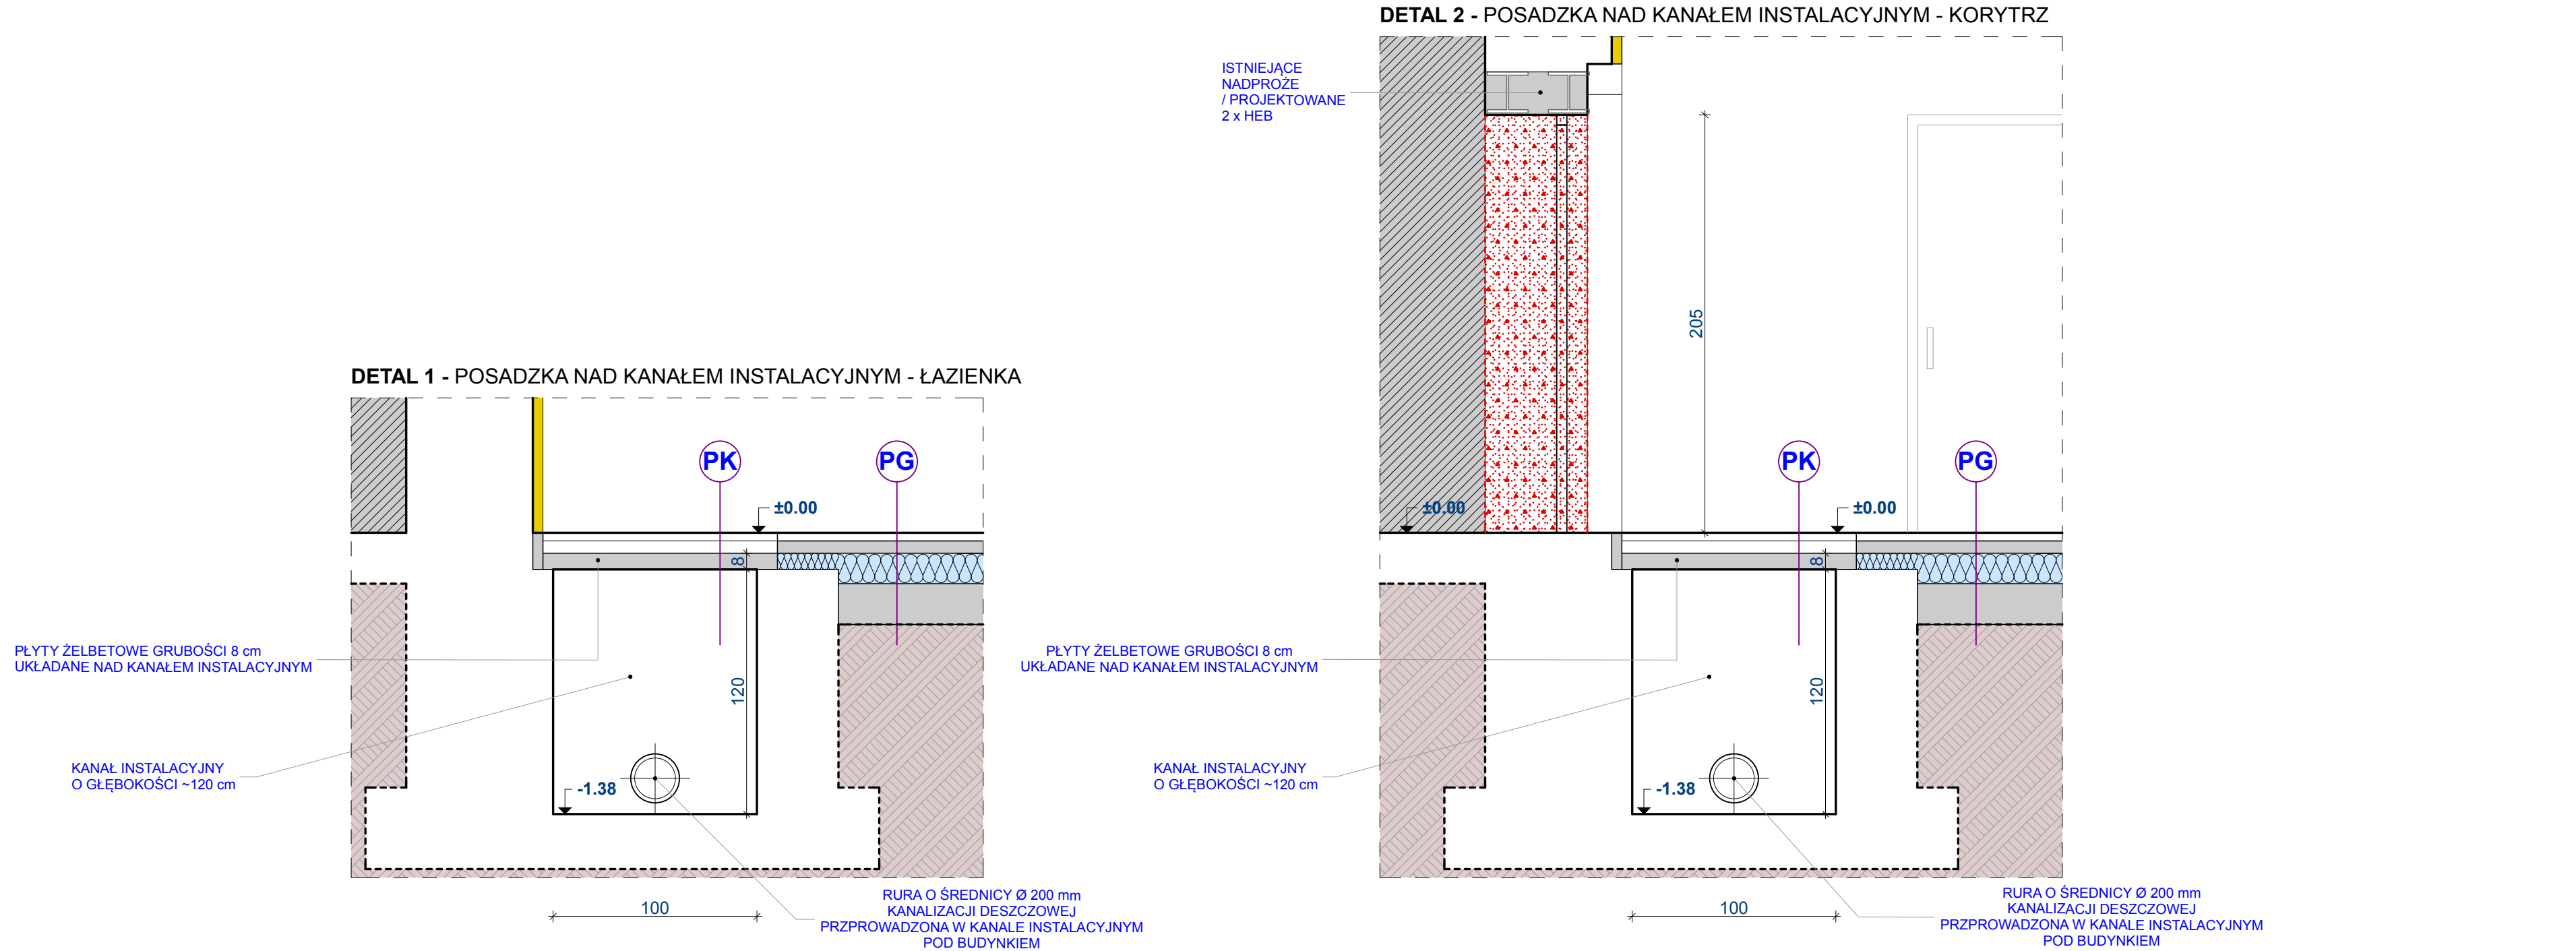 DETAL 1 - POSADZKA NAD KANAŁEM INSTALACYJNYM - ŁAZIENKA
PK
PG
±0.00
8
PŁYTY ŻELBETOWE GRUBOŚCI 8 cm
UKŁADANE NAD KANAŁEM INSTALACYJNYM
120
KANAŁ INSTALACYJNY
O GŁĘBOKOŚCI ~120 cm
-1.38
RURA O ŚREDNICY Ø 200 mm
KANALIZACJI DESZCZOWEJ
PRZPROWADZONA W KANALE INSTALACYJNYM
POD BUDYNKIEM
100
DETAL 2 - POSADZKA NAD KANAŁEM INSTALACYJNYM - KORYTRZ
ISTNIEJĄCE
NADPROŻE
/ PROJEKTOWANE
2 x HEB
205
PK
PG
±0.00
±0.00
8
PŁYTY ŻELBETOWE GRUBOŚCI 8 cm
UKŁADANE NAD KANAŁEM INSTALACYJNYM
120
KANAŁ INSTALACYJNY
O GŁĘBOKOŚCI ~120 cm
-1.38
RURA O ŚREDNICY Ø 200 mm
KANALIZACJI DESZCZOWEJ
PRZPROWADZONA W KANALE INSTALACYJNYM
POD BUDYNKIEM
100